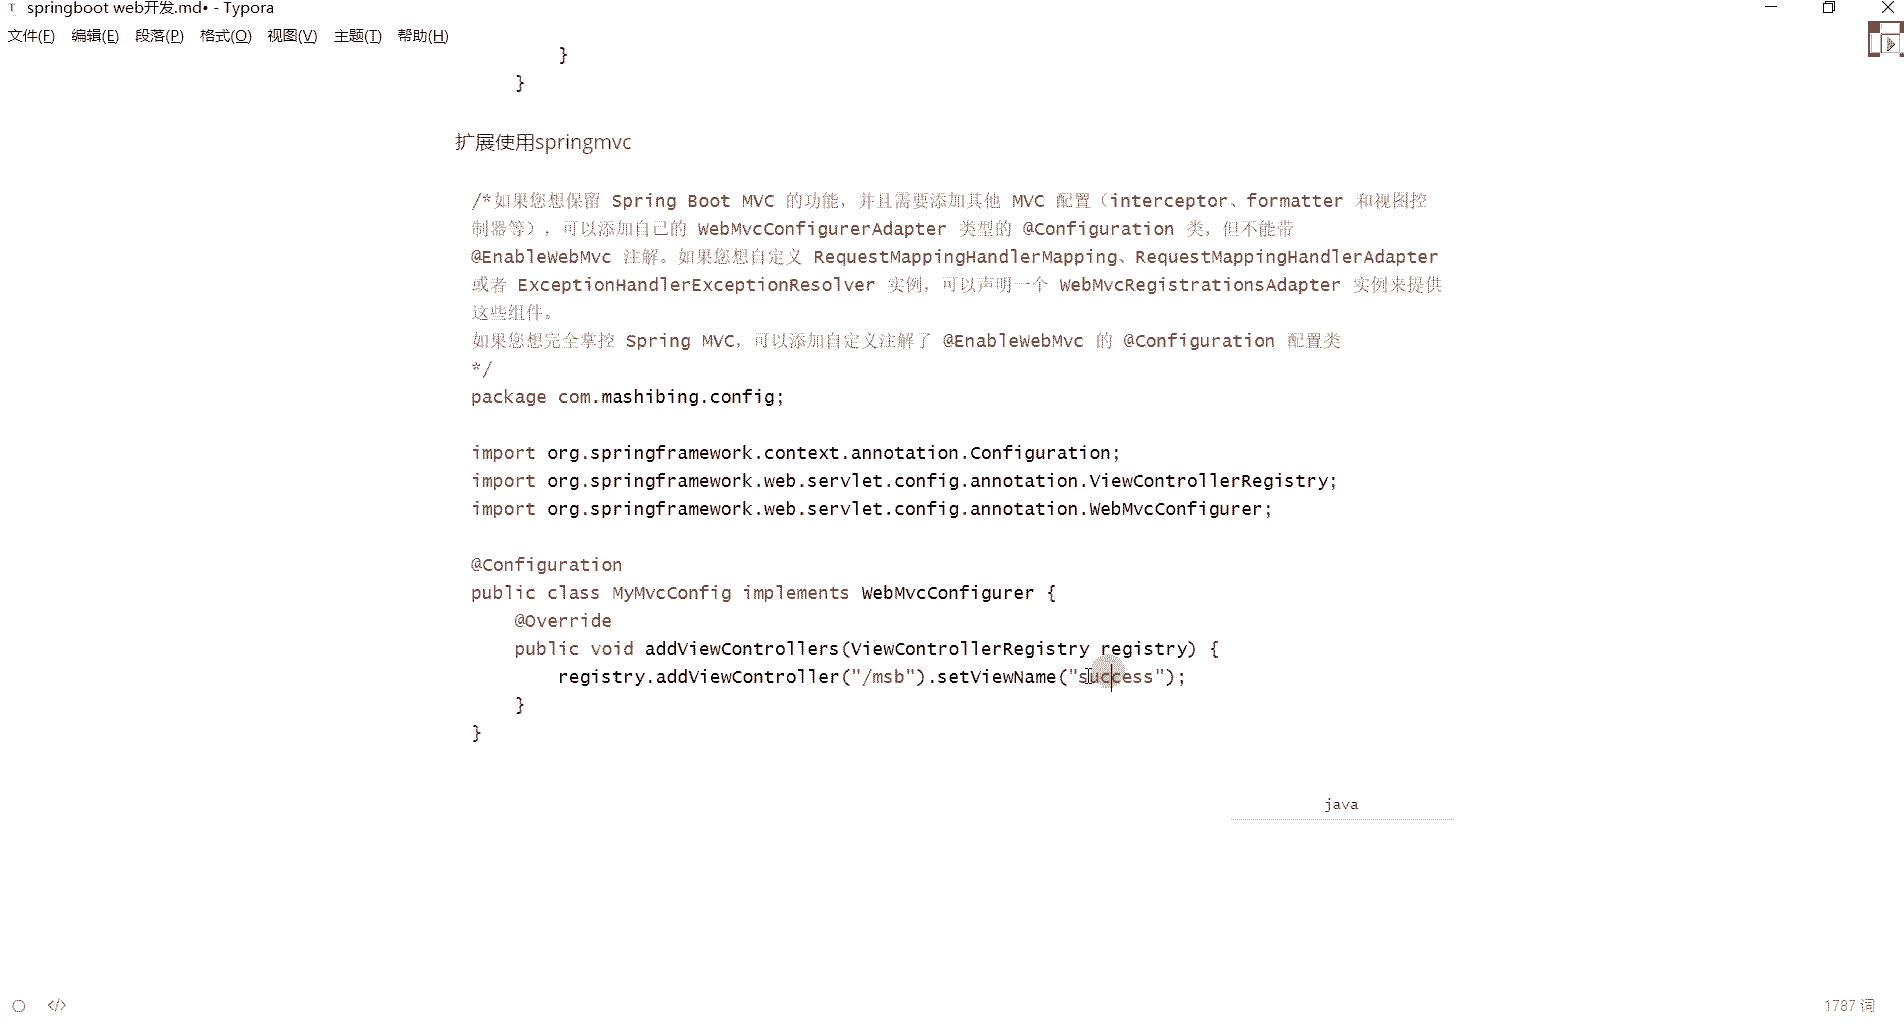 springboot web开发.md• - Typora
文件(F) 编辑(E) 段落(P) 格式(O) 视图(V) 主题(T) 帮助(H)
}
}
扩展使用springmvc
/*如果您想保留 Spring Boot MVC 的功能，并且需要添加其他 MVC 配置（interceptor、formatter 和视图控
制器等），可以添加自己的 WebMvcConfigurerAdapter 类型的 @Configuration 类，但不能带
@EnableWebMvc 注解。如果您想自定义 RequestMappingHandlerMapping、RequestMappingHandlerAdapter
或者 ExceptionHandlerExceptionResolver 实例，可以声明一个 WebMvcRegistrationsAdapter 实例来提供
这些组件。
如果您想完全掌控 Spring MVC，可以添加自定义注解了 @EnableWebMvc 的 @Configuration 配置类
*/
package com.mashibing.config;
import org.springframework.context.annotation.Configuration;
import org.springframework.web.servlet.config.annotation.ViewControllerRegistry;
import org.springframework.web.servlet.config.annotation.WebMvcConfigurer;
@Configuration
public class MyMvcConfig implements WebMvcConfigurer {
@Override
public void addViewControllers(ViewControllerRegistry registry) {
registry.addViewController("/msb").setViewName("success");
}
}
java
</> 1787 词